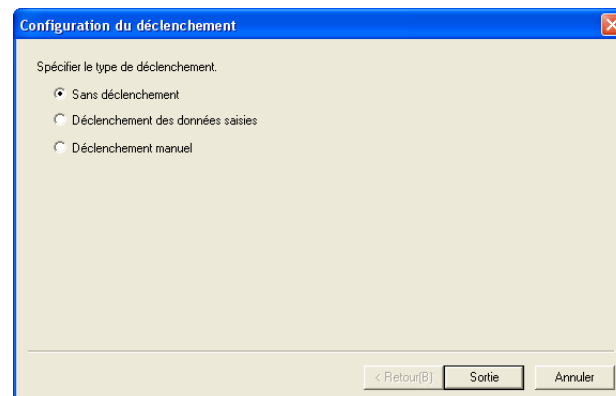 Configuration du déclenchement
Spécifier le type de déclenchement.
Sans déclenchement
Déclenchement des données saisies
Déclenchement manuel
< Retour(B) Sortie Annuler